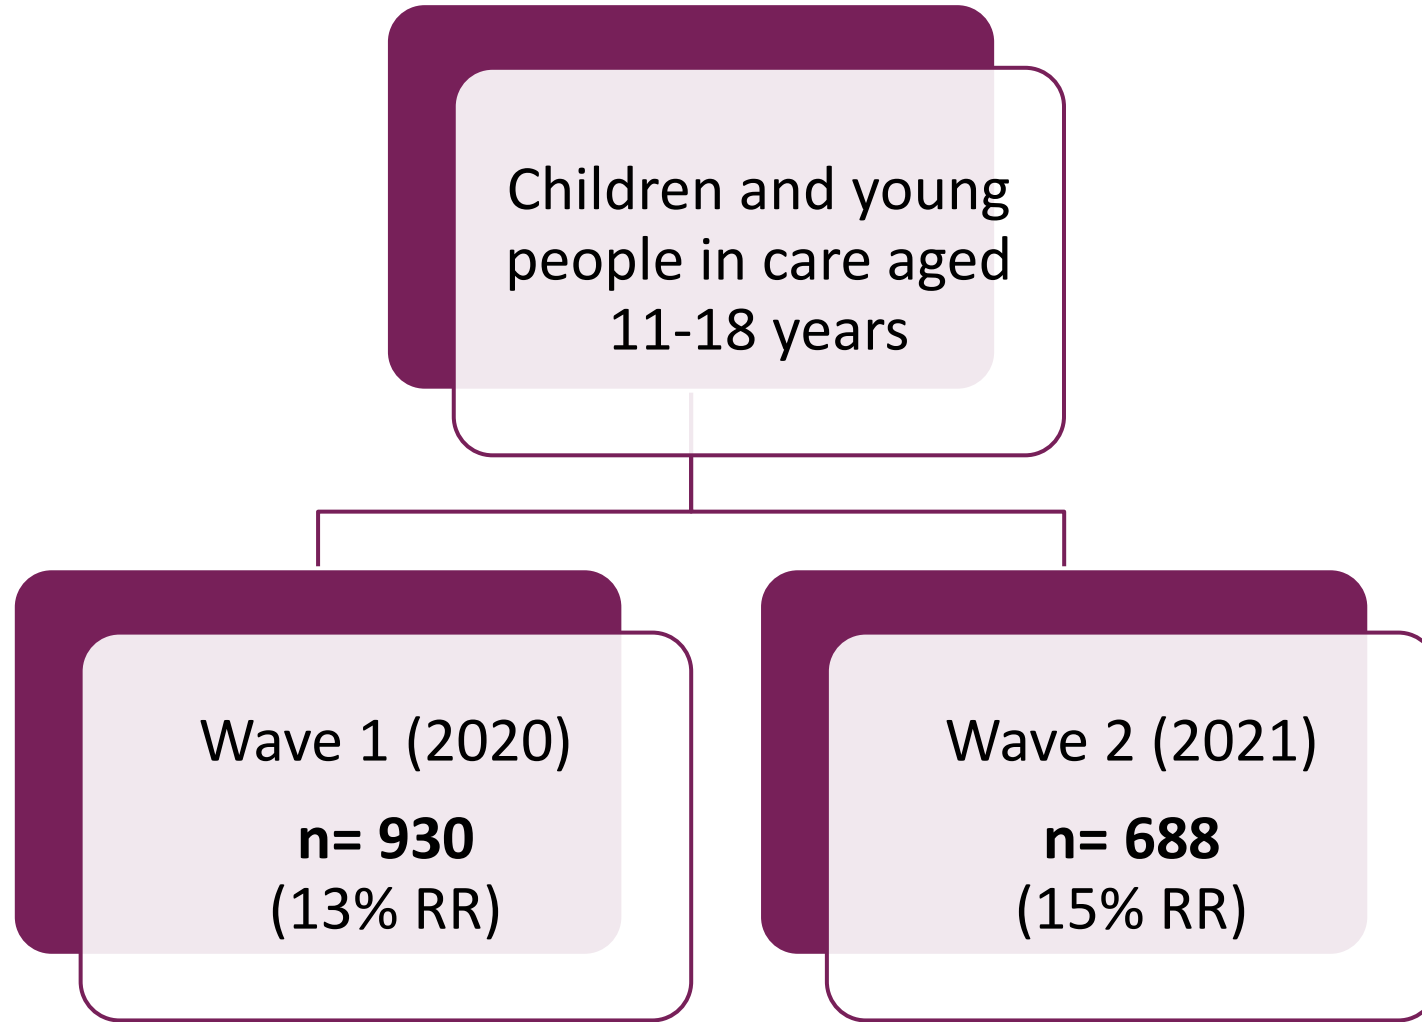 Children and young
people in care aged
11-18 years
Wave 1 (2020)
n= 930
(13% RR)
Wave 2 (2021)
n= 688
(15% RR)